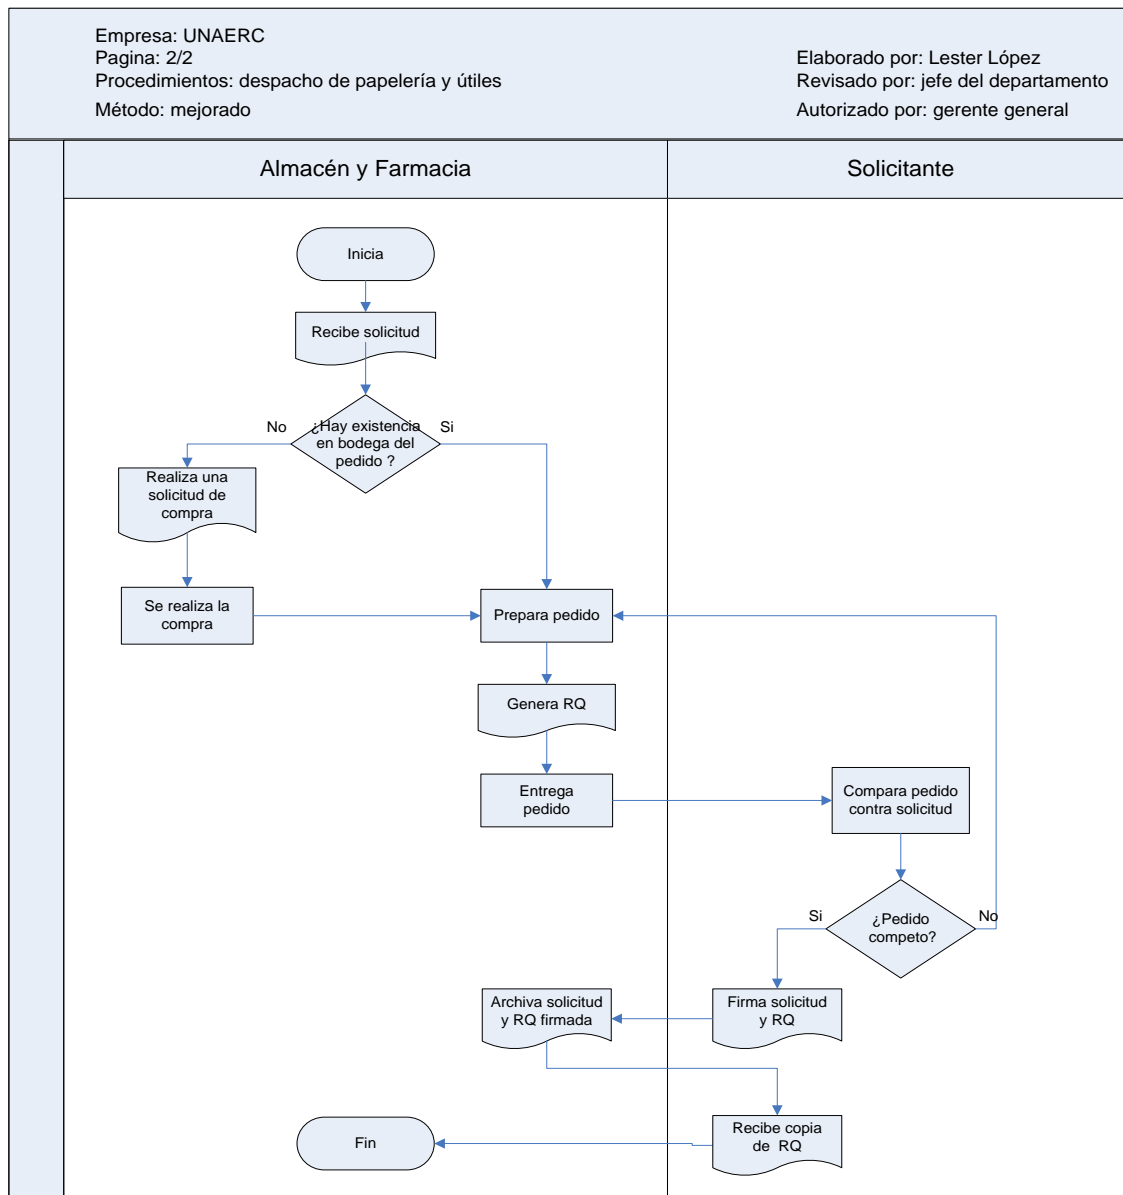 Empresa: UNAERC
Pagina: 2/2
Procedimientos: despacho de papelería y útiles
Método: mejorado
Elaborado por: Lester López
Revisado por: jefe del departamento
Autorizado por: gerente general
Almacén y Farmacia
Solicitante
Inicia
Recibe solicitud
¿Hay existencia
en bodega del
pedido ?
No
Si
Realiza una
solicitud de
compra
Se realiza la
compra
Prepara pedido
Genera RQ
Entrega
pedido
Compara pedido
contra solicitud
¿Pedido
competo?
Si
No
Firma solicitud
y RQ
Archiva solicitud
y RQ firmada
Recibe copia
de RQ
Fin